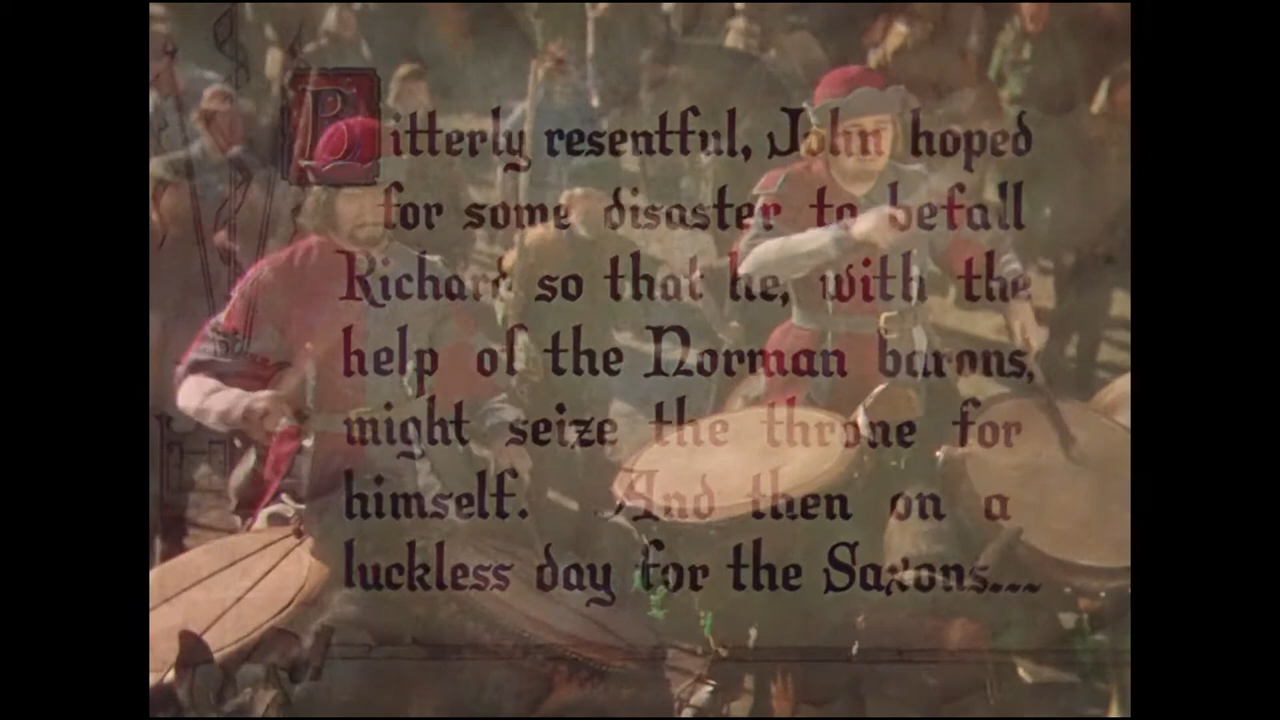 Bitterly resentful, John hoped
for some disaster to befall
Richard so that he, with the
help of the Norman barons,
might seize the throne for
himself. And then on a
luckless day for the Saxons...